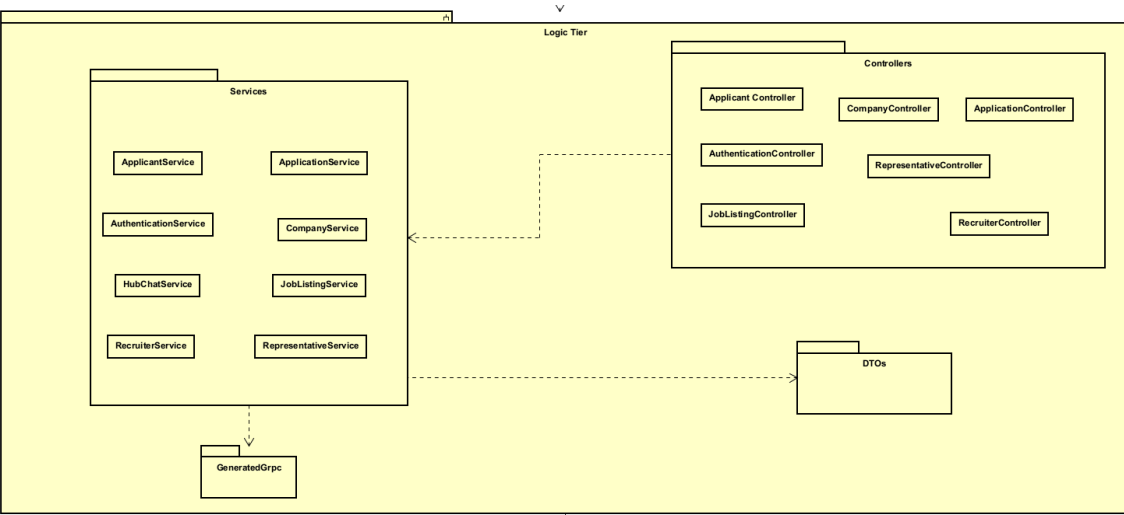 Logic Tier
Services
ApplicantService
ApplicationService
AuthenticationService
CompanyService
HubChatService
JobListingService
RecruiterService
RepresentativeService
Controllers
Applicant Controller
CompanyController
ApplicationController
AuthenticationController
RepresentativeController
JobListingController
RecruiterController
DTOs
GeneratedGrpc